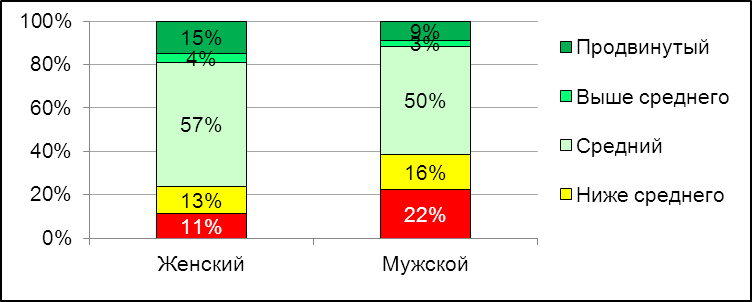 100%
80%
60%
40%
20%
0%
15%
4%
57%
13%
11%
9%
3%
50%
16%
22%
Женский
Мужской
Продвинутый
Выше среднего
Средний
Ниже среднего